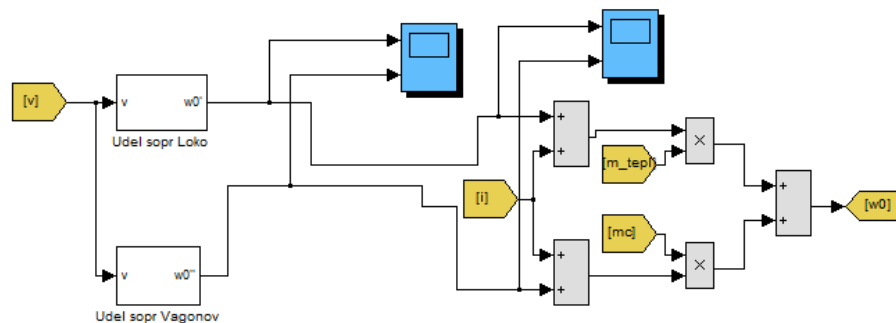 [v]
v
w0'
Udel sopr Loko
v
w0''
Udel sopr Vagonov
[i]
+
+
[m_tepl]
×
+
+
[mc]
×
+
+
[w0]